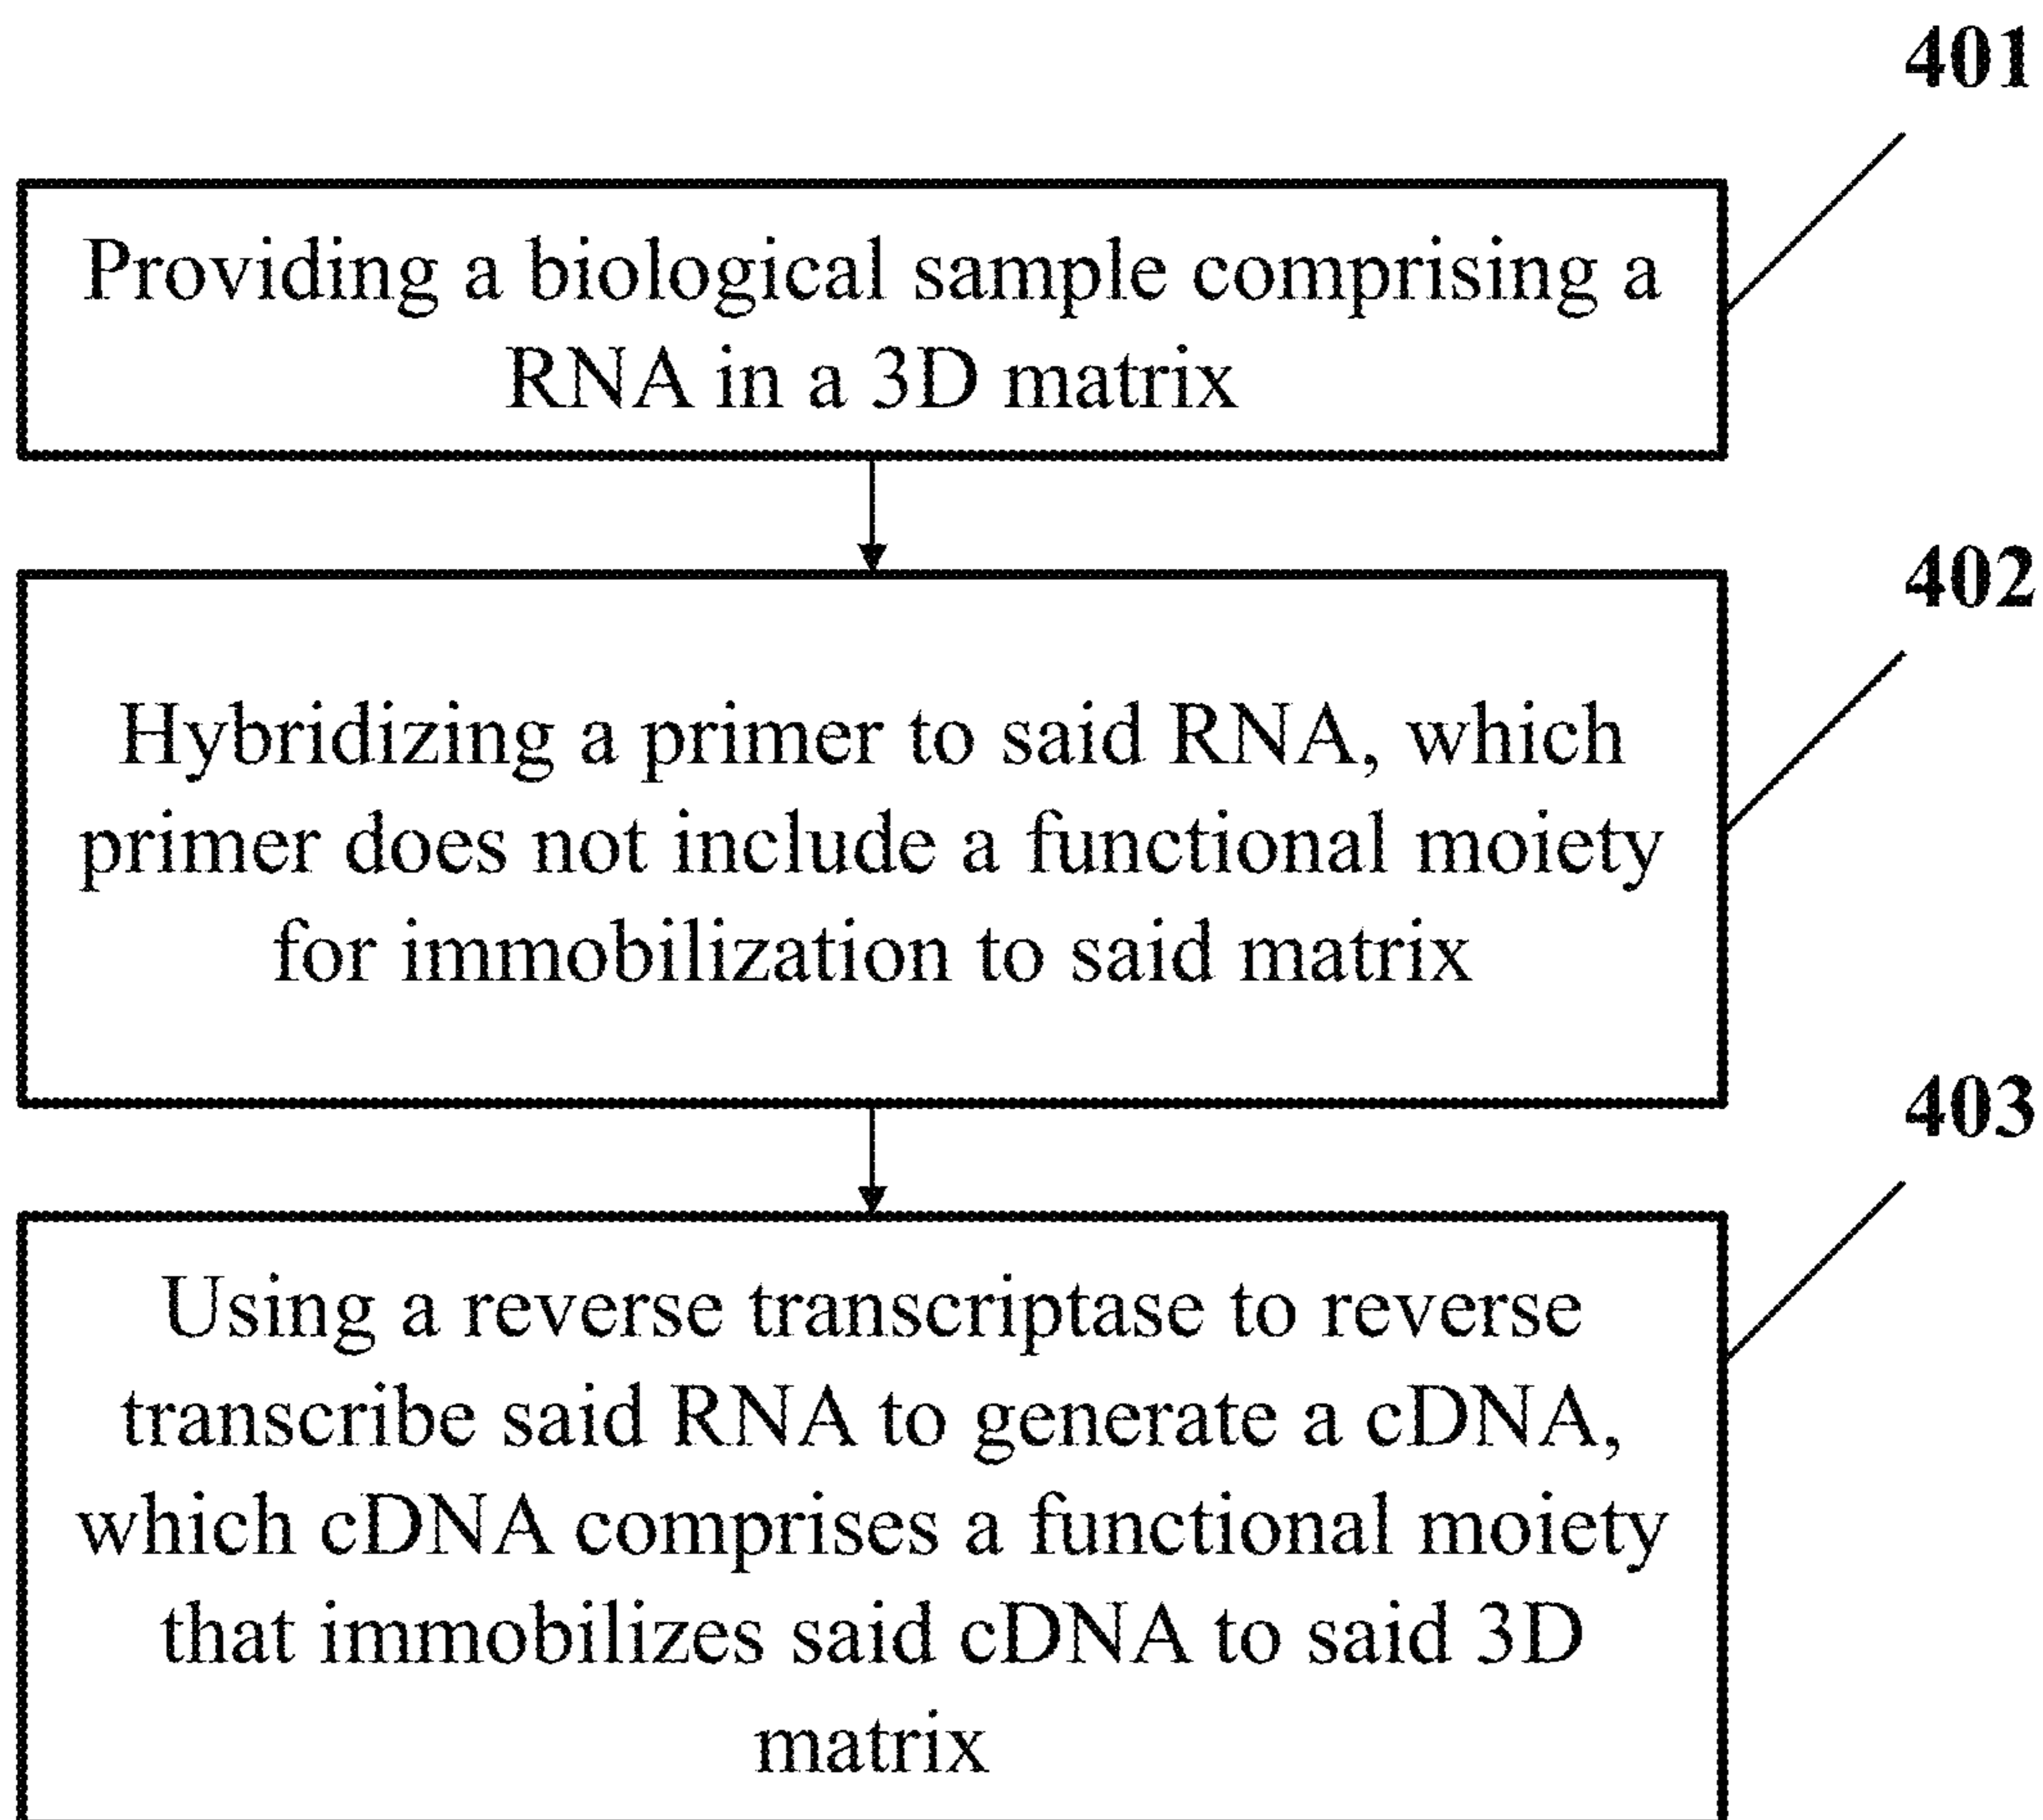 401
Providing a biological sample comprising a
RNA in a 3D matrix
402
Hybridizing a primer to said RNA, which
primer does not include a functional moiety
for immobilization to said matrix
403
Using a reverse transcriptase to reverse
transcribe said RNA to generate a cDNA,
which cDNA comprises a functional moiety
that immobilizes said cDNA to said 3D
matrix